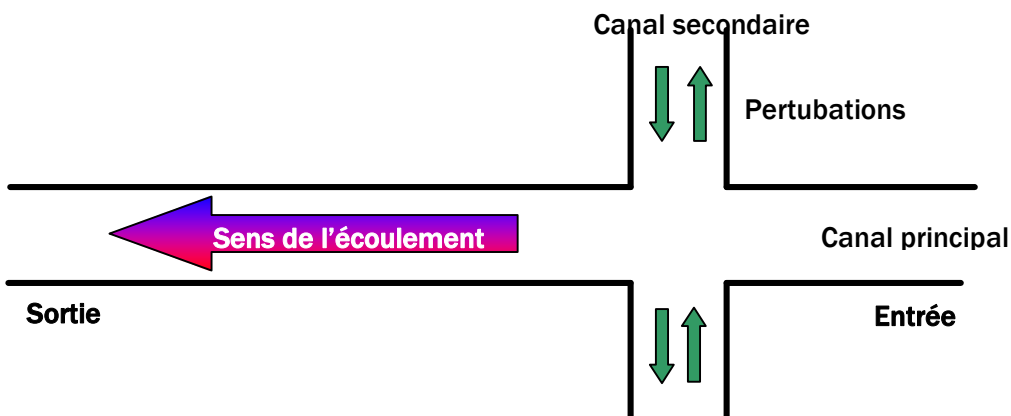 Canal secondaire
Pertubations
Sens de l'écoulement
Canal principal
Sortie
Entrée